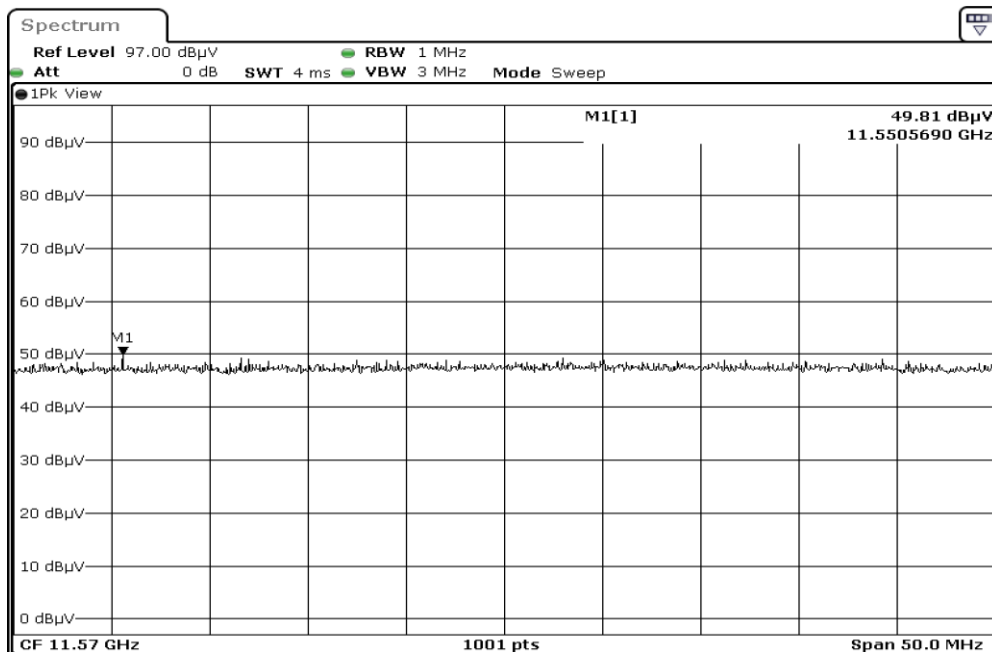 Spectrum
Ref Level 97.00 dBµV RBW 1 MHz
Att 0 dB SWT 4 ms VBW 3 MHz Mode Sweep
1Pk View
M1[1] 49.81 dBµV
11.5505690 GHz
90 dBµV
80 dBµV
70 dBµV
60 dBµV
M1
50 dBµV
40 dBµV
30 dBµV
20 dBµV
10 dBµV
0 dBµV
CF 11.57 GHz 1001 pts Span 50.0 MHz